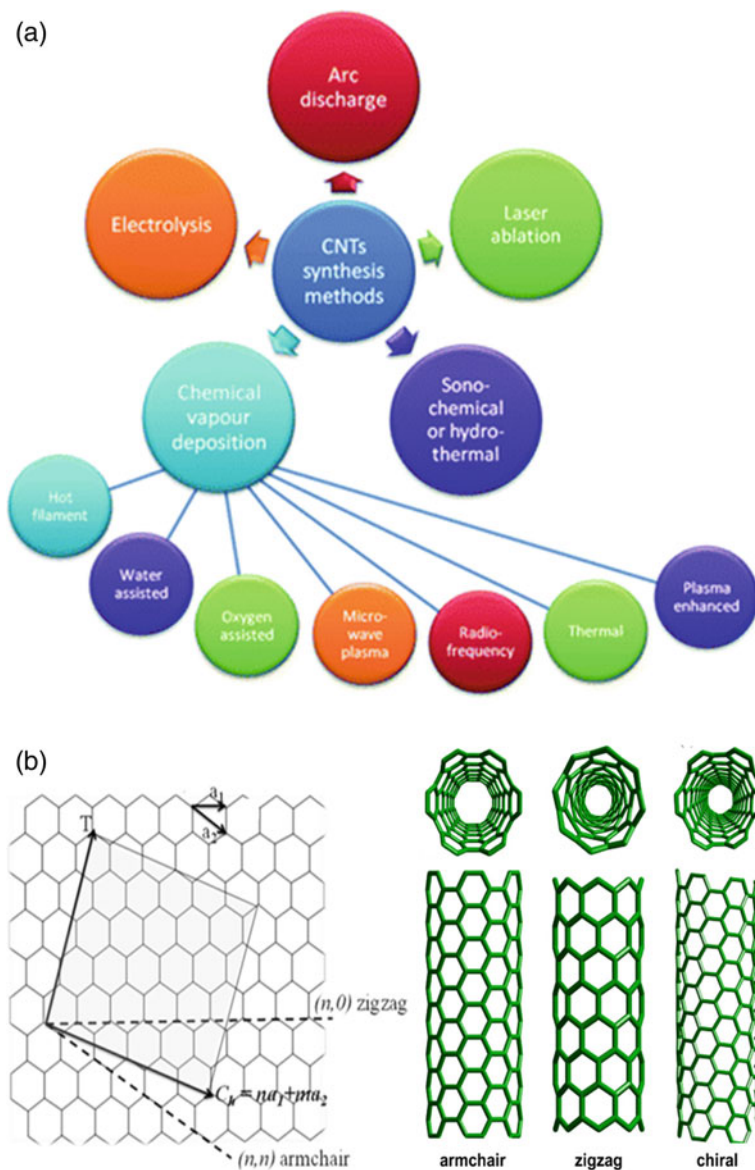 (a)
Arc
discharge
Electrolysis
Laser
ablation
CNTs
synthesis
methods
Chemical
vapour
deposition
Sono-
chemical
or hydro-
thermal
Hot
filament
Water
assisted
Oxygen
assisted
Micro-
wave
plasma
Radio-
frequency
Thermal
Plasma
enhanced
(b)
a1
a2
T
(n,0) zigzag
Ch = na1+ma2
(n,n) armchair
armchair
zigzag
chiral